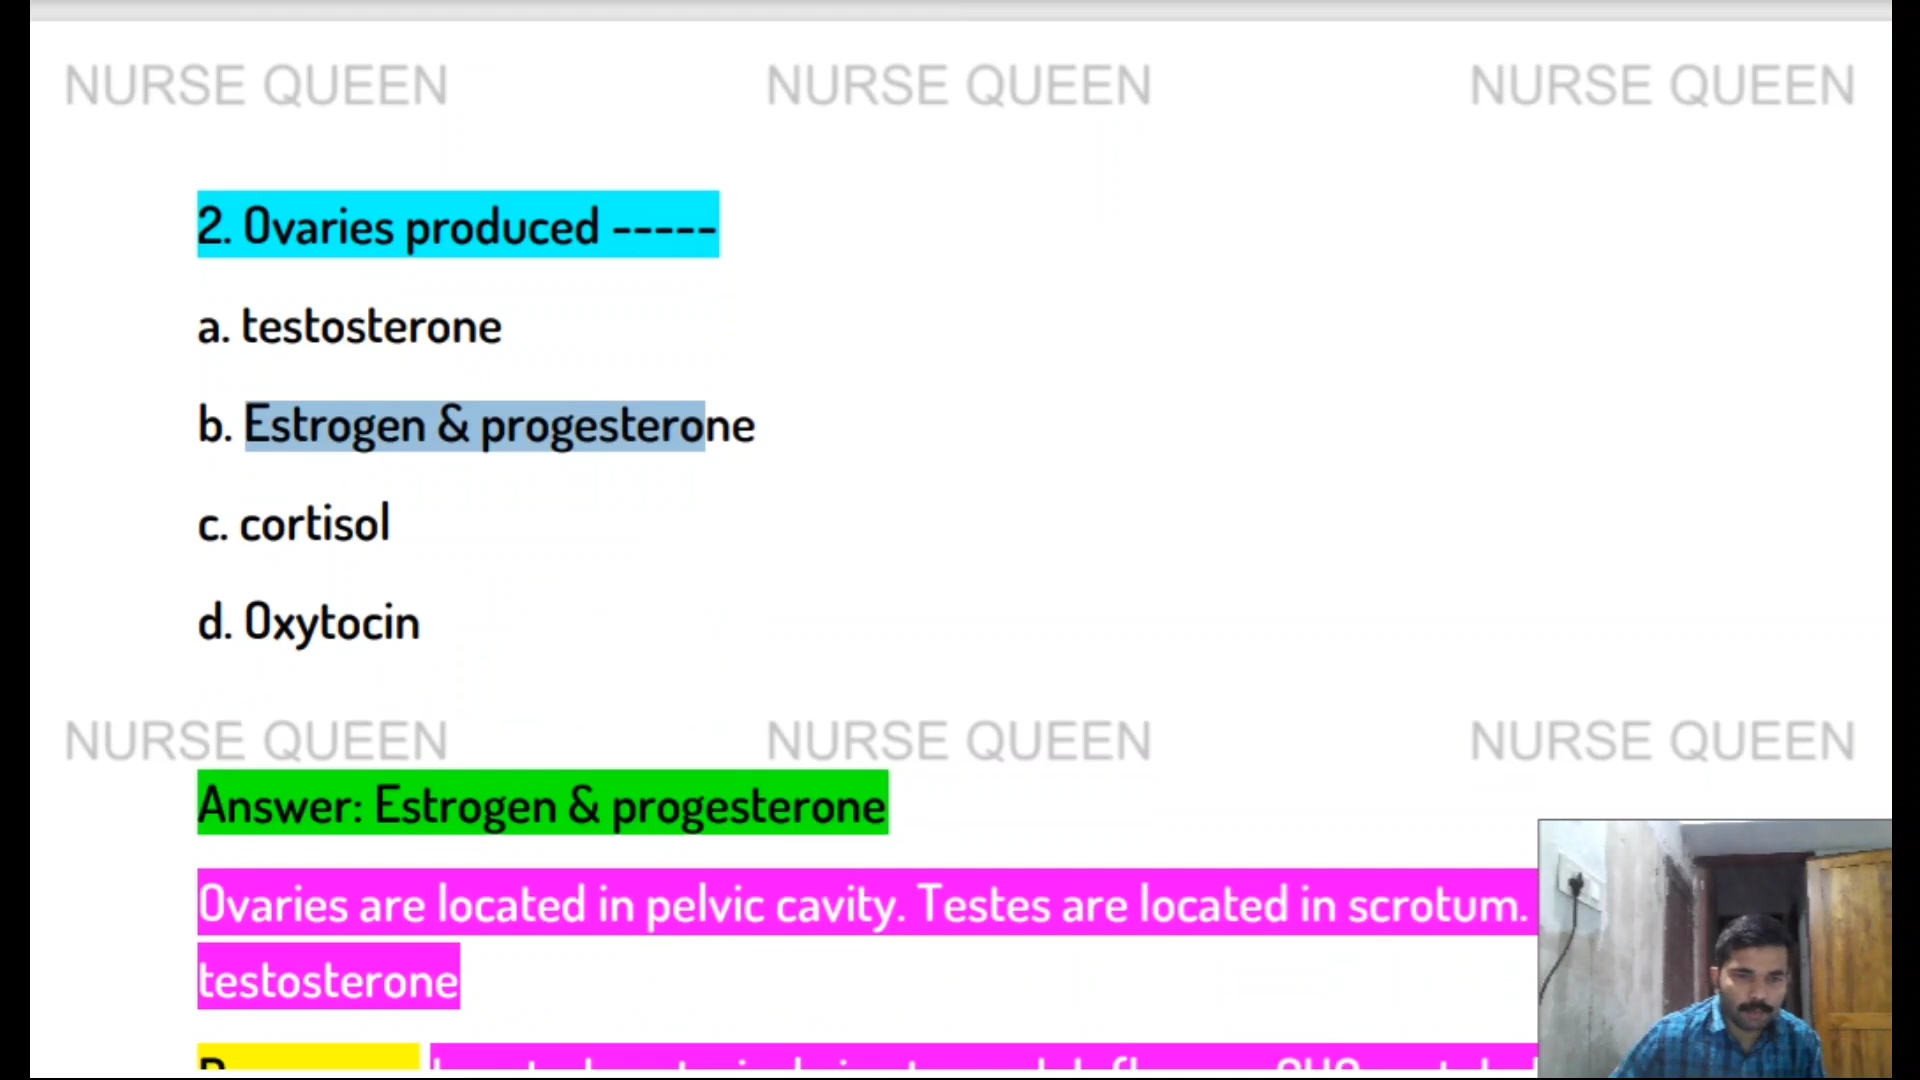 NURSE QUEEN NURSE QUEEN NURSE QUEEN
2. Ovaries produced -----
a. testosterone
b. Estrogen & progesterone
c. cortisol
d. Oxytocin
NURSE QUEEN NURSE QUEEN NURSE QUEEN
Answer: Estrogen & progesterone
Ovaries are located in pelvic cavity. Testes are located in scrotum.
testosterone